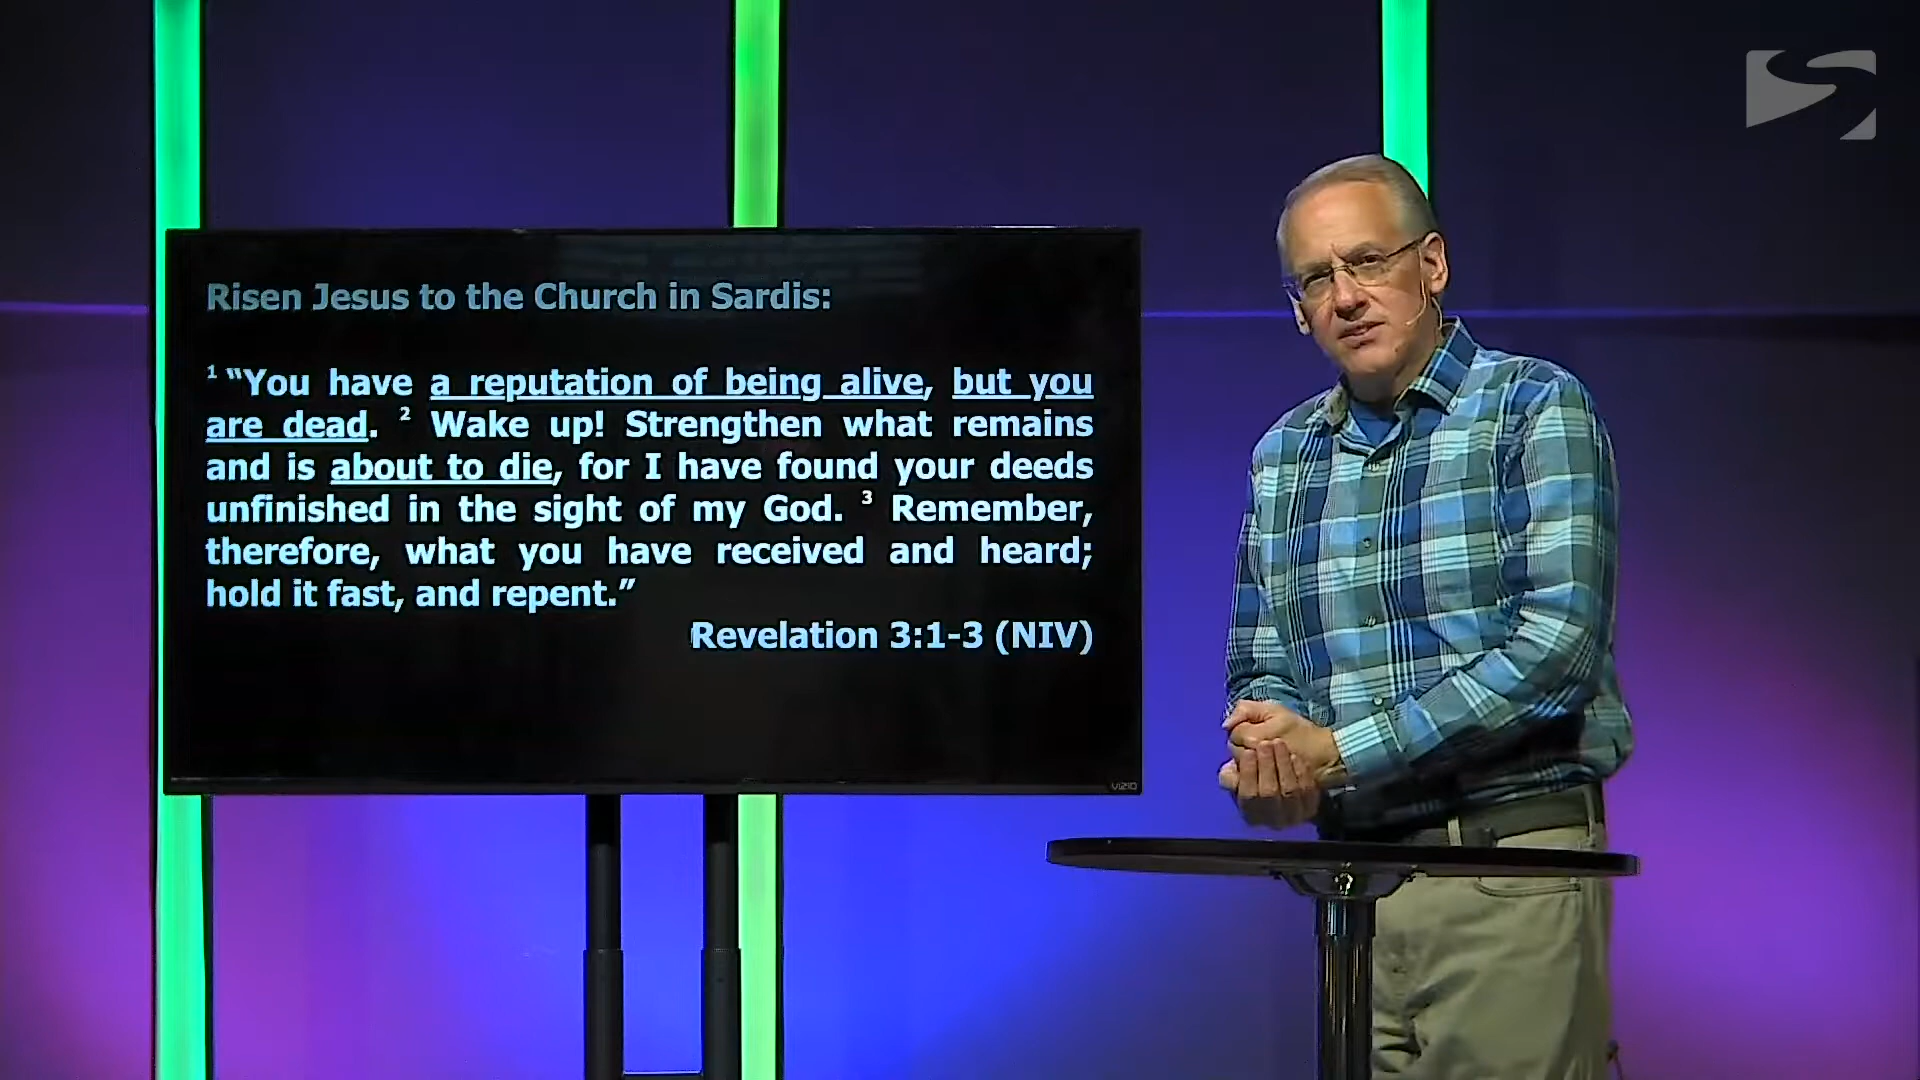 Risen Jesus to the Church in Sardis:
¹ “You have a reputation of being alive, but you
are dead. ² Wake up! Strengthen what remains
and is about to die, for I have found your deeds
unfinished in the sight of my God. ³ Remember,
therefore, what you have received and heard;
hold it fast, and repent.”
Revelation 3:1-3 (NIV)
VIZIO